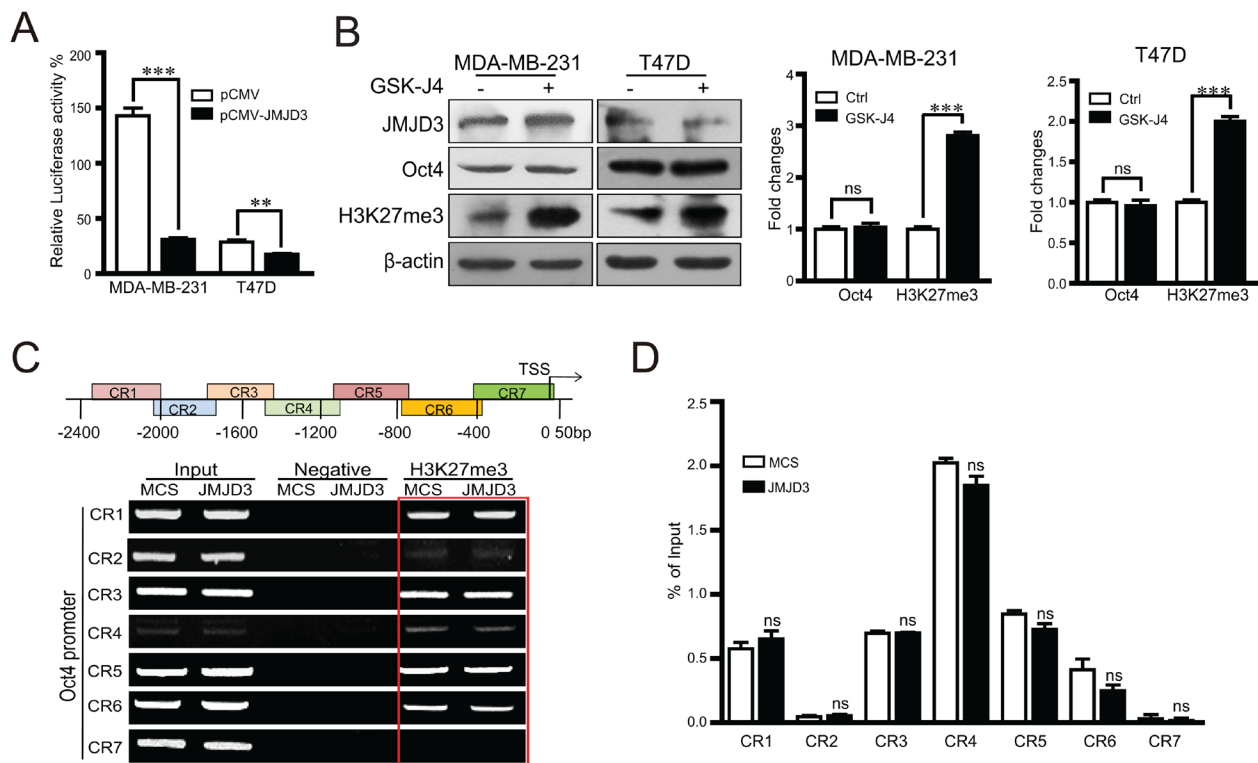 A
Relative Luciferase activity %
200
150
100
50
0
***
**
pCMV
pCMV-JMJD3
MDA-MB-231 T47D
B
MDA-MB-231 T47D
GSK-J4 - + - +
JMJD3
Oct4
H3K27me3
β-actin
MDA-MB-231
Fold changes
4
3
2
1
0
Ctrl
GSK-J4
ns
***
Oct4 H3K27me3
T47D
Fold changes
2.5
2.0
1.5
1.0
0.5
0.0
Ctrl
GSK-J4
ns
***
Oct4 H3K27me3
C
TSS
CR1 CR3 CR5 CR7
CR2 CR4 CR6
-2400 -2000 -1600 -1200 -800 -400 0 50bp
Input Negative H3K27me3
MCS JMJD3 MCS JMJD3 MCS JMJD3
Oct4 promoter
CR1
CR2
CR3
CR4
CR5
CR6
CR7
D
% of Input
2.5
2.0
1.5
1.0
0.5
0.0
MCS
JMJD3
ns ns ns ns ns ns ns
CR1 CR2 CR3 CR4 CR5 CR6 CR7